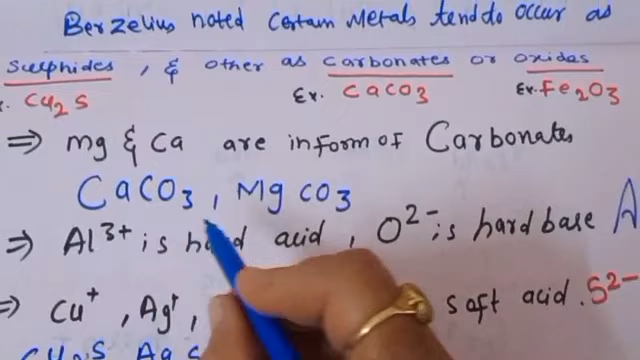 Berzelius noted certain metals tend to occur as
sulphides, & other as carbonates or oxides
Cu2S Ex. CaCO3 Ex. Fe2O3
⇒ Mg & Ca are in form of Carbonates
CaCO3, MgCO3
⇒ Al3+ is hard acid, O2- is hard base
⇒ Cu+, Ag+, soft acid. S2-